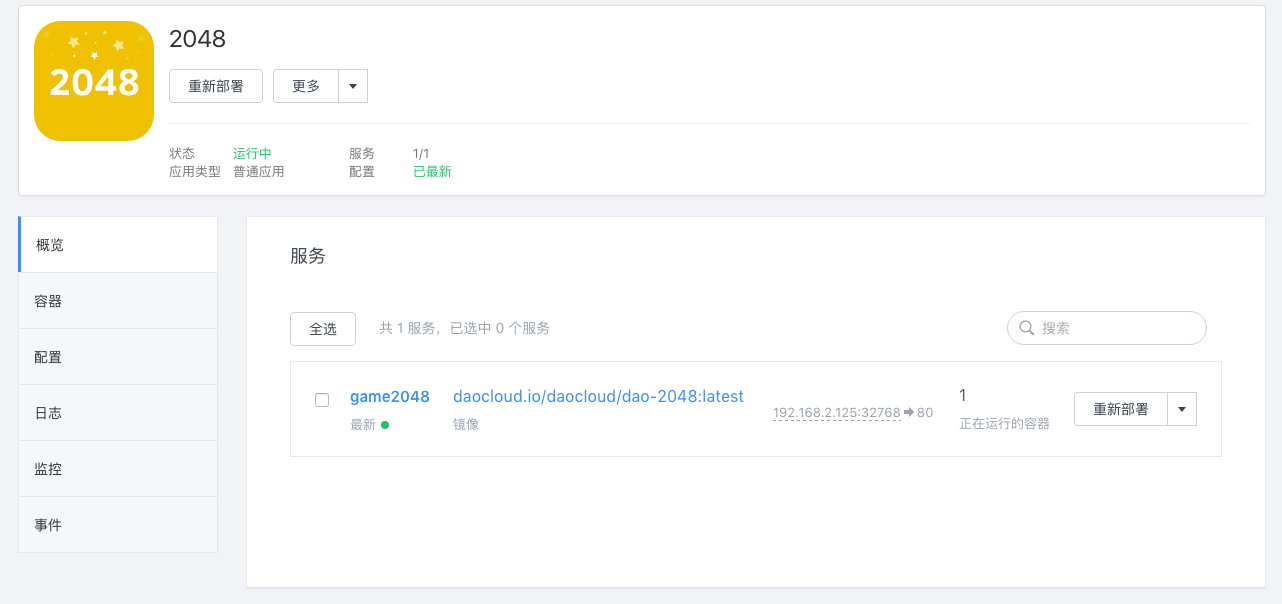 2048
2048
重新部署
更多
状态 运行中 服务 1/1
应用类型 普通应用 配置 已最新
概览
容器
配置
日志
监控
事件
服务
全选
共 1 服务，已选中 0 个服务
搜索
game2048
最新
daocloud.io/daocloud/dao-2048:latest
镜像
192.168.2.125:32768➔80
1
正在运行的容器
重新部署